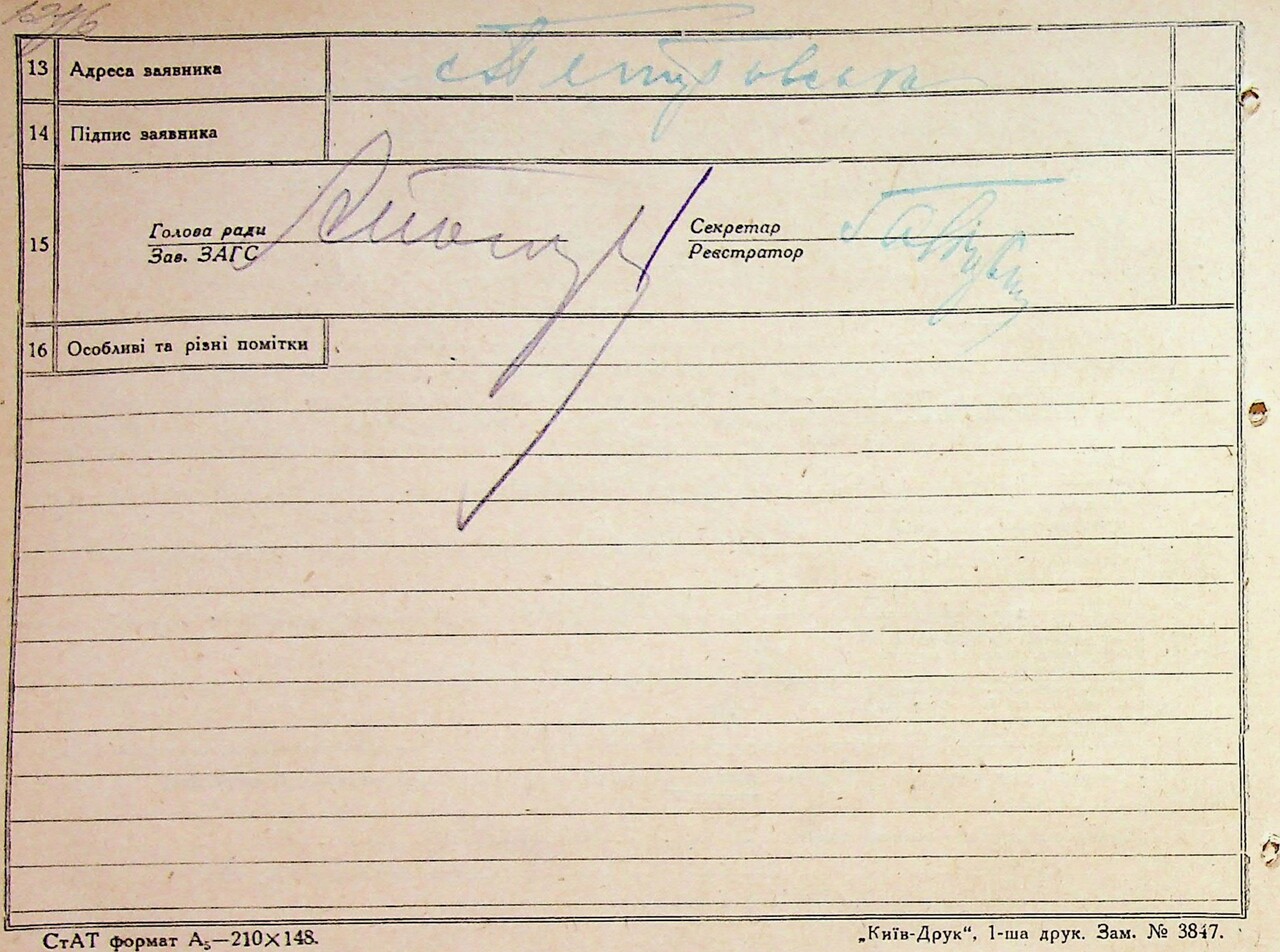 13 Адреса заявника с Петровська
14 Підпис заявника
15 Голова ради
Зав. ЗАГС
Секретар
Реєстратор
16 Особливі та різні помітки
СтАТ формат А₅—210×148.
„Київ-Друк“, 1-ша друк. Зам. № 3847.